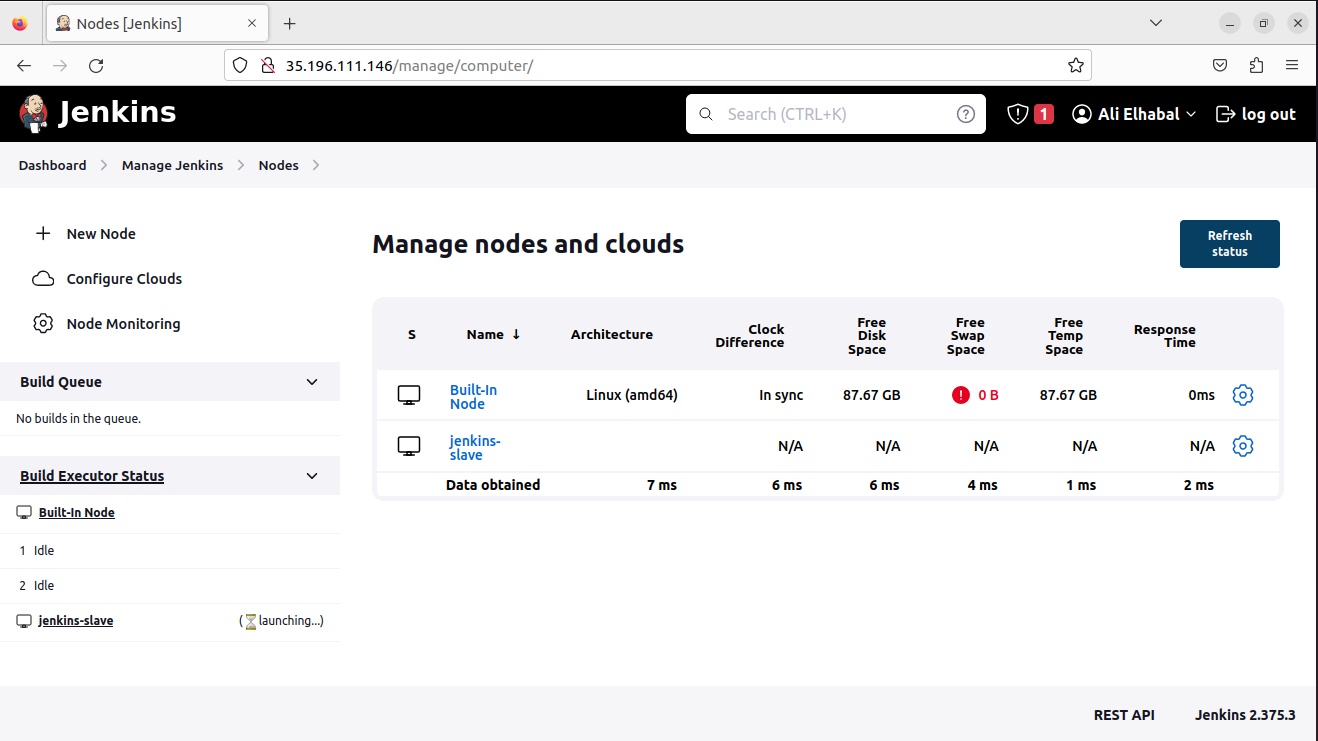 Nodes [Jenkins]
35.196.111.146/manage/computer/
Jenkins
Search (CTRL+K)
1
Ali Elhabal
log out
Dashboard
Manage Jenkins
Nodes
New Node
Configure Clouds
Node Monitoring
Build Queue
No builds in the queue.
Build Executor Status
Built-In Node
1 Idle
2 Idle
jenkins-slave
(⏳launching...)
Manage nodes and clouds
Refresh
status
S Name ↓ Architecture Clock Difference Free Disk Space Free Swap Space Free Temp Space Response Time
Built-In Node Linux (amd64) In sync 87.67 GB 0 B 87.67 GB 0ms
jenkins-slave N/A N/A N/A N/A N/A
Data obtained 7 ms 6 ms 6 ms 4 ms 1 ms 2 ms
REST API
Jenkins 2.375.3